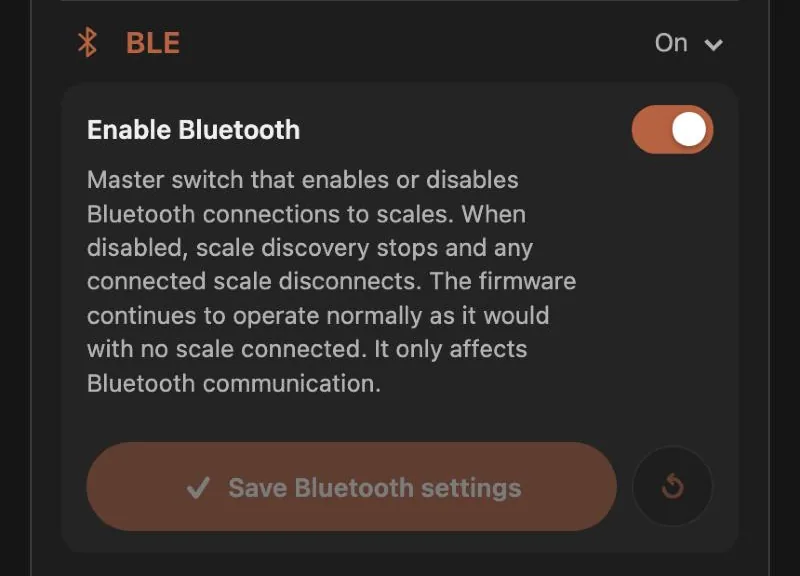 BLE
On
Enable Bluetooth
Master switch that enables or disables
Bluetooth connections to scales. When
disabled, scale discovery stops and any
connected scale disconnects. The firmware
continues to operate normally as it would
with no scale connected. It only affects
Bluetooth communication.
Save Bluetooth settings